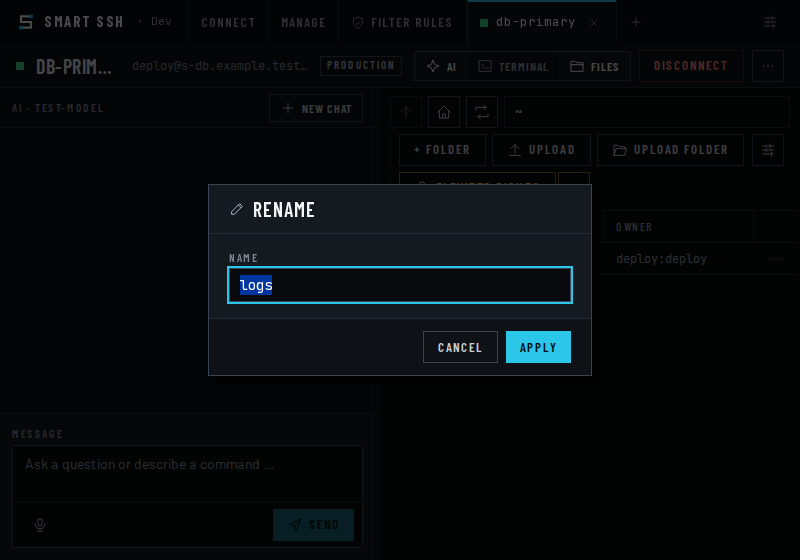 SMART SSH · Dev
CONNECT
MANAGE
FILTER RULES
db-primary
DB-PRIM…
deploy@s-db.example.test…
PRODUCTION
AI
TERMINAL
FILES
DISCONNECT
AI · TEST-MODEL
NEW CHAT
~
+ FOLDER
UPLOAD
UPLOAD FOLDER
OWNER
deploy:deploy
RENAME
NAME
logs
CANCEL
APPLY
MESSAGE
Ask a question or describe a command …
SEND